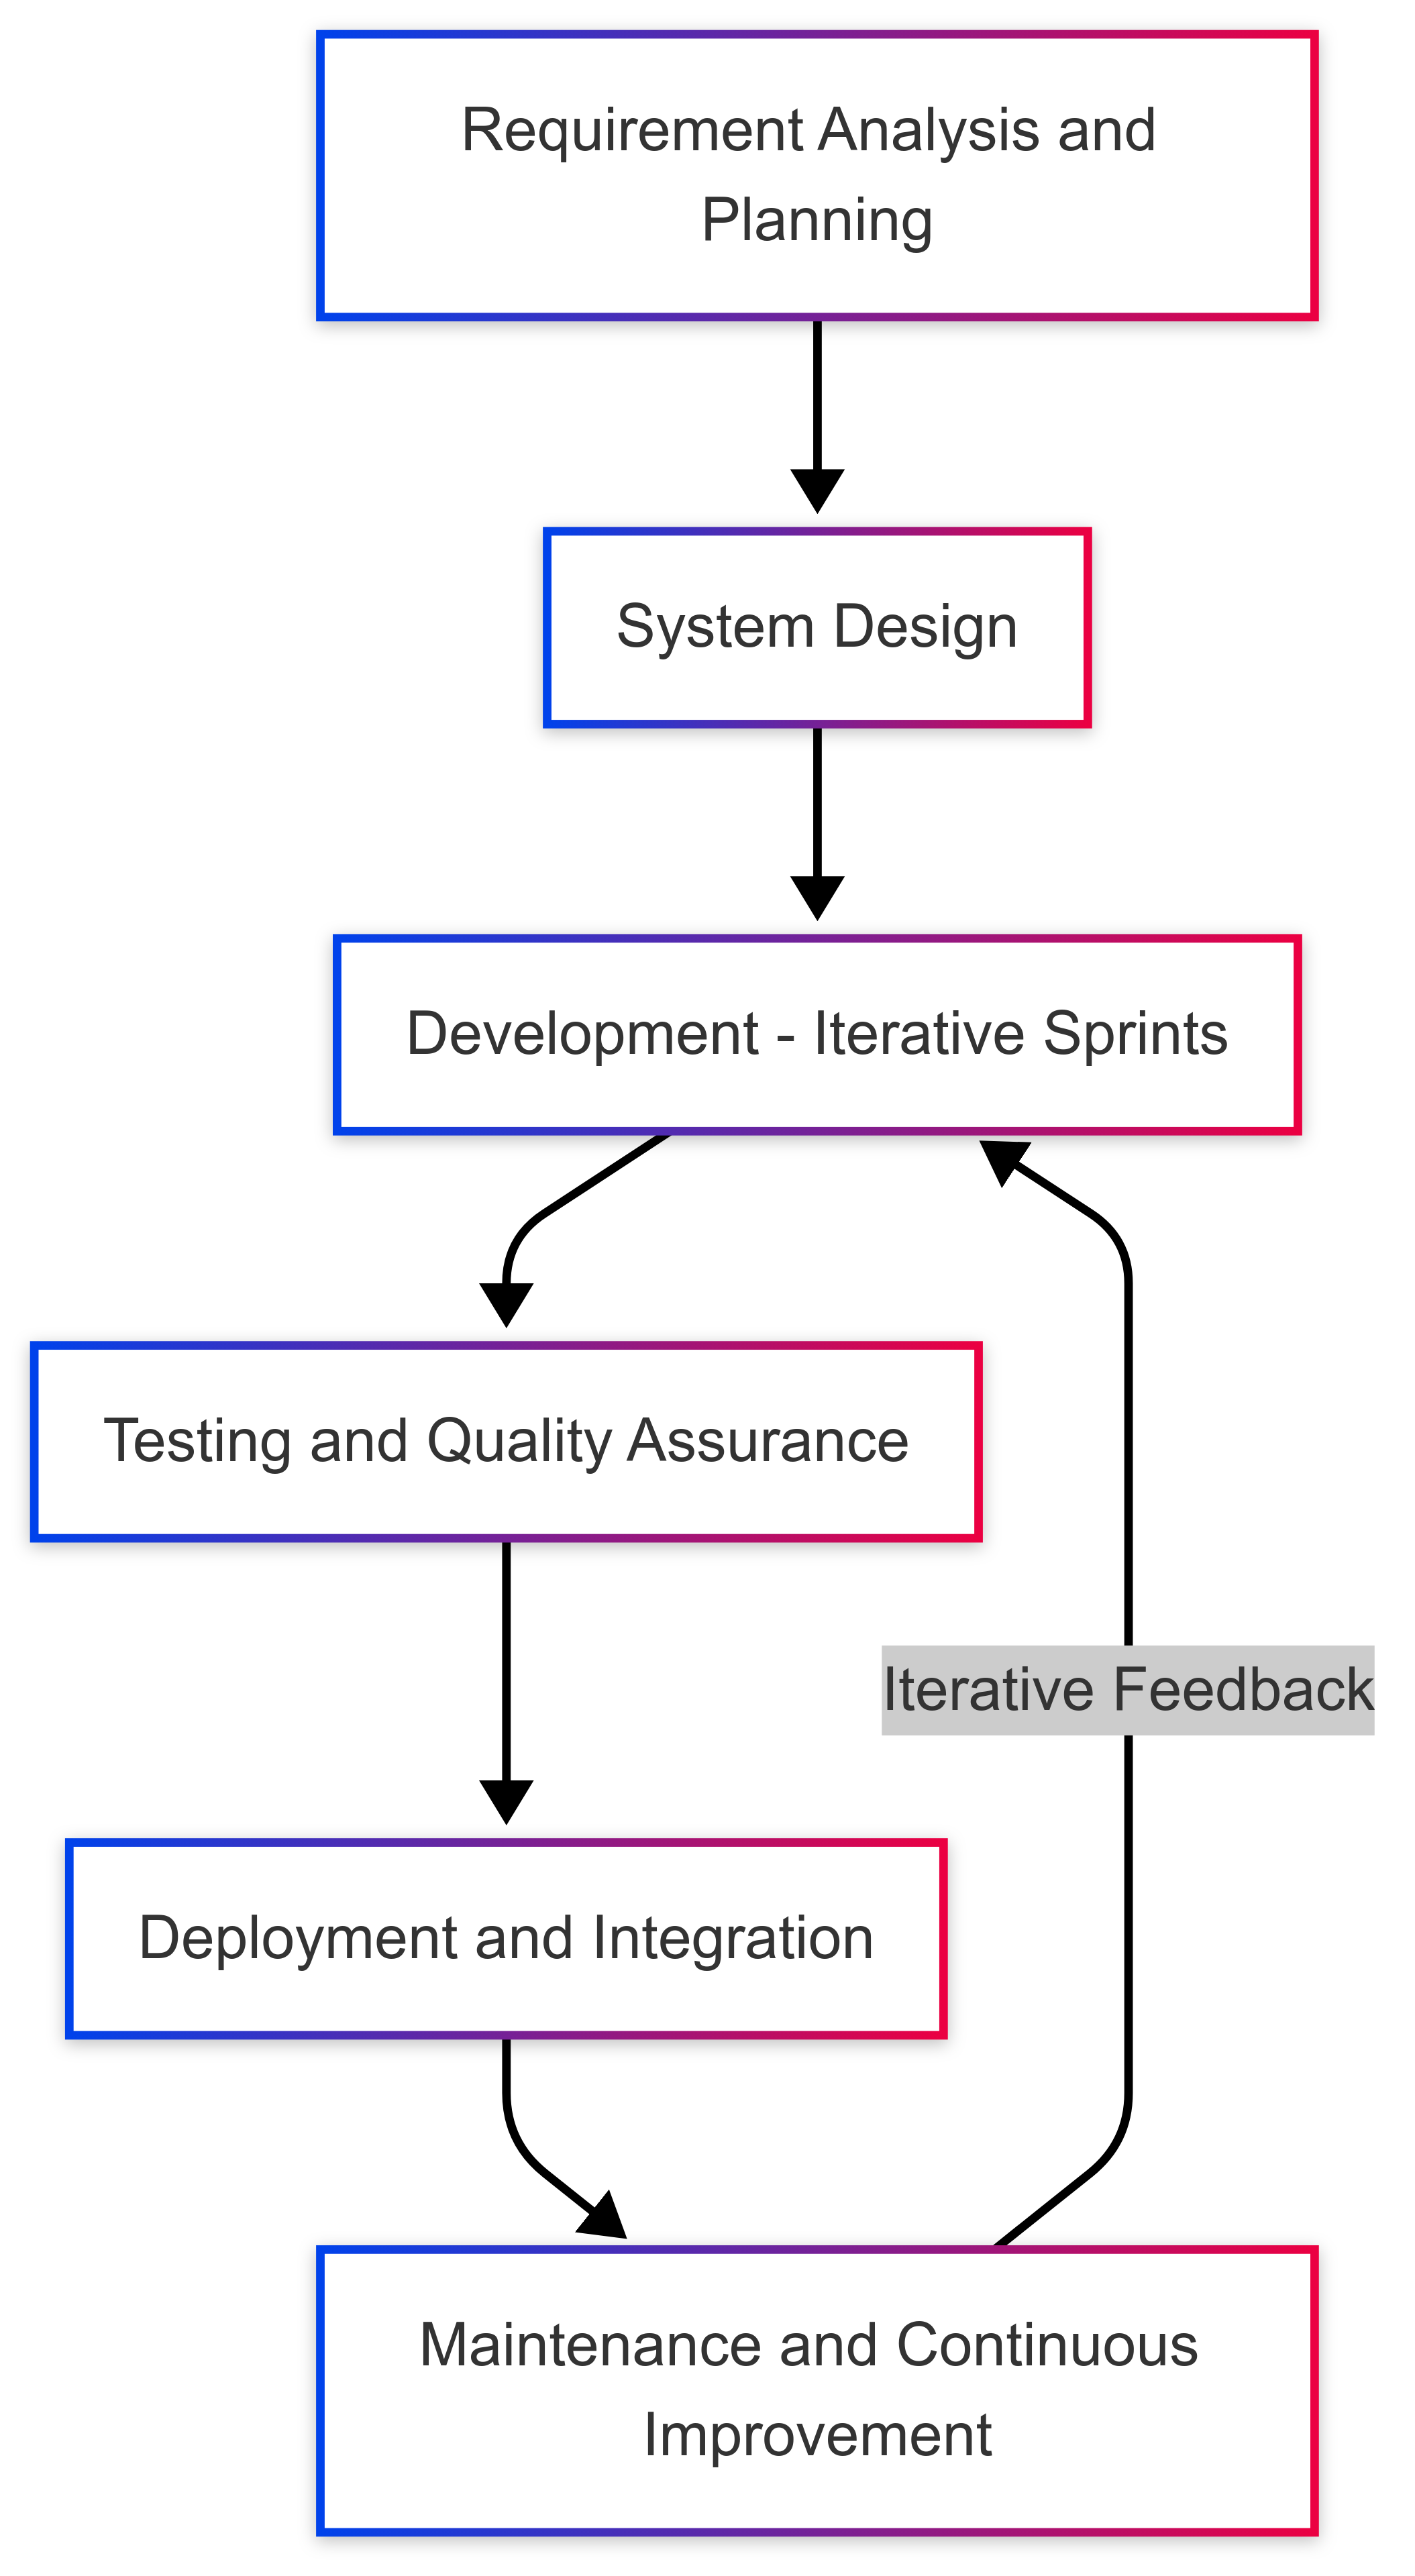 Requirement Analysis and
Planning
System Design
Development - Iterative Sprints
Testing and Quality Assurance
Iterative Feedback
Deployment and Integration
Maintenance and Continuous
Improvement